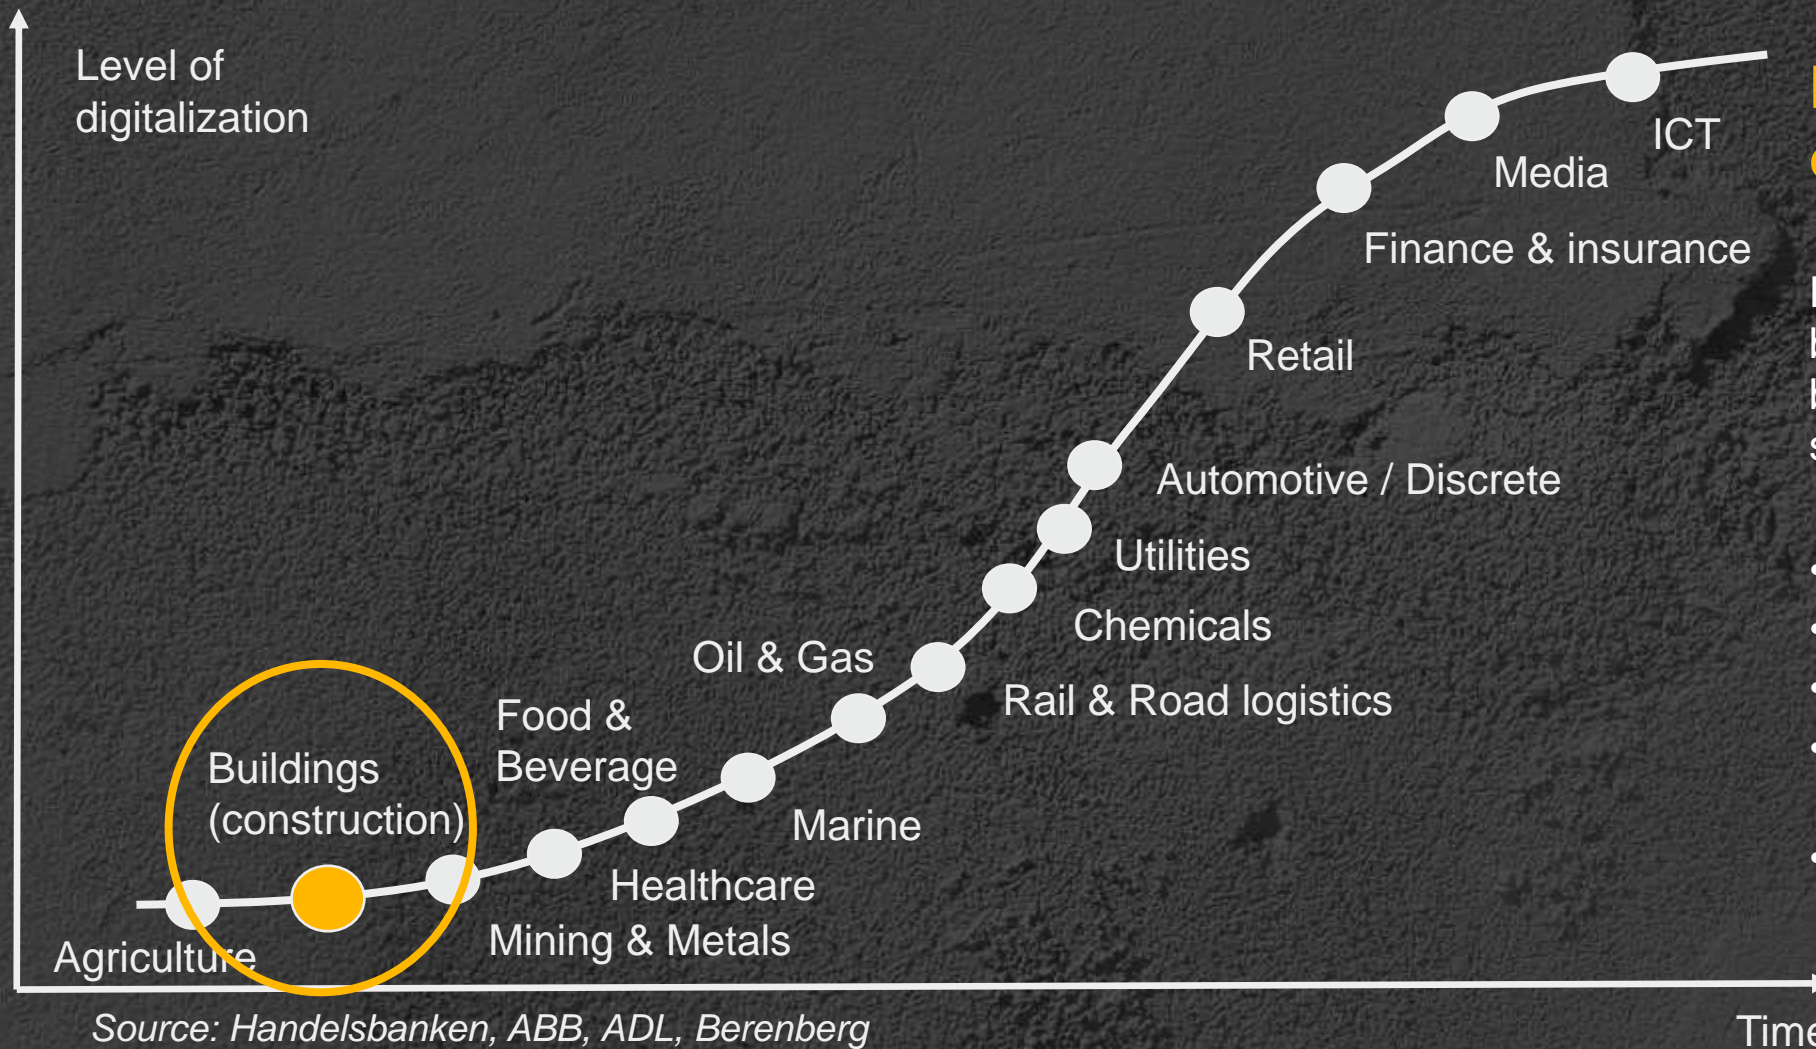 Level of
digitalization
ICT
Media
Finance & insurance
Retail
Automotive / Discrete
Utilities
Chemicals
Oil & Gas
Rail & Road logistics
Food &
Beverage
Buildings
(construction)
Marine
Healthcare
Mining & Metals
Agriculture
Source: Handelsbanken, ABB, ADL, Berenberg
Time